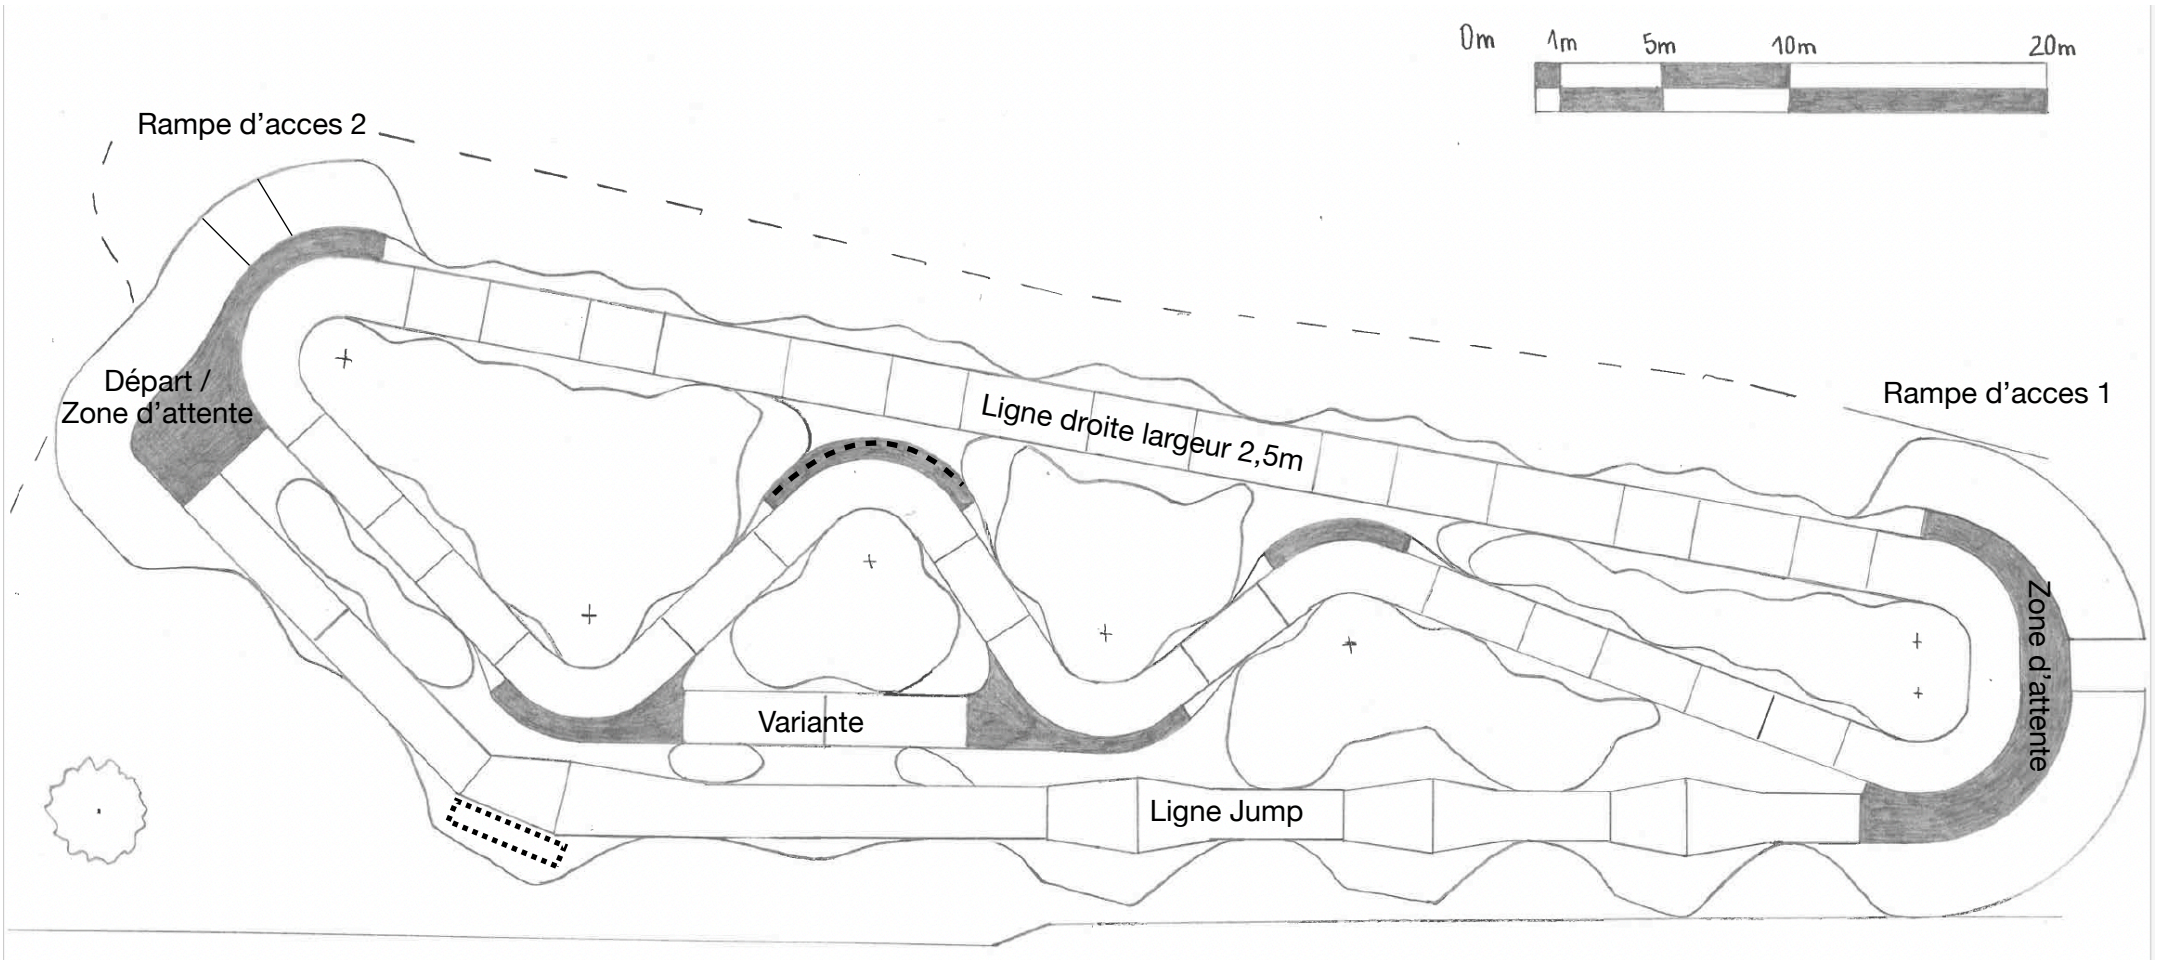 0m 1m 5m 10m 20m
Rampe d'acces 2
Rampe d'acces 1
Départ /
Zone d'attente
Ligne droite largeur 2,5m
Zone d'attente
Variante
Ligne Jump